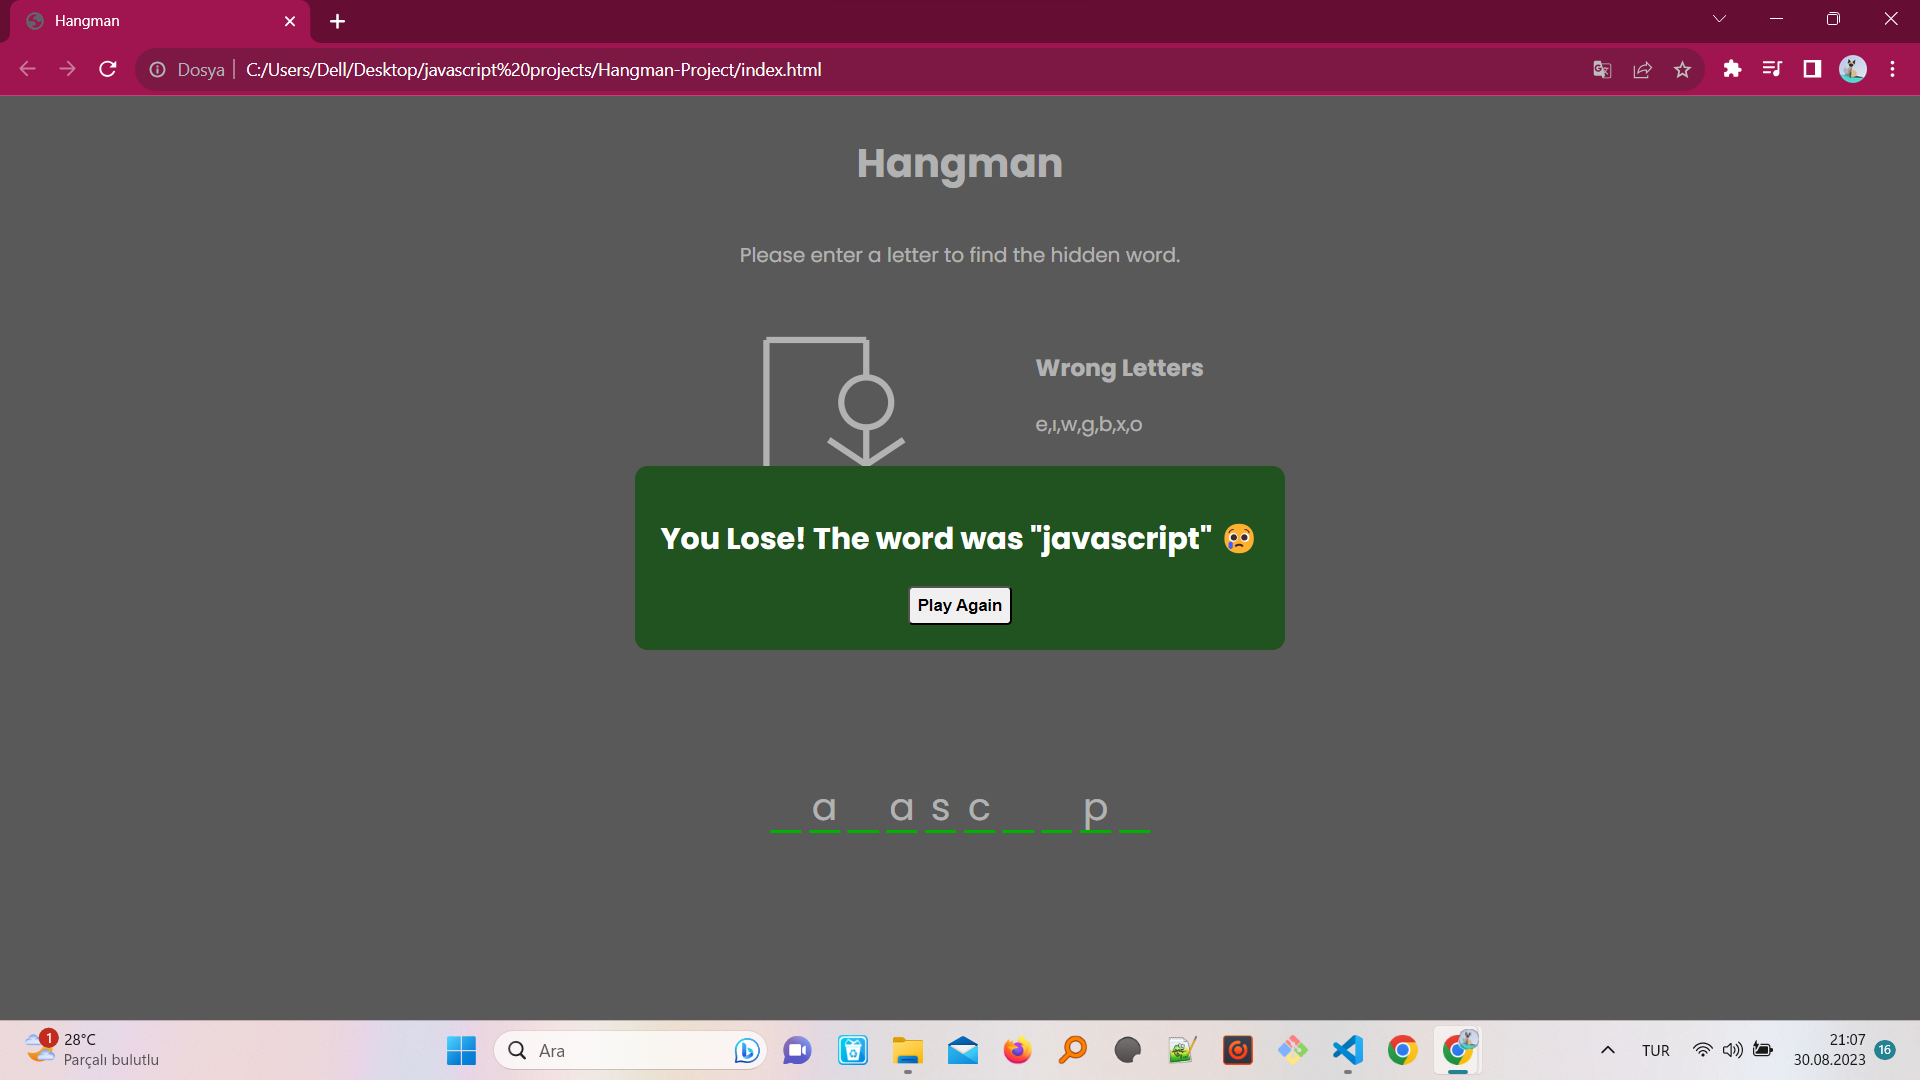 Hangman
Dosya C:/Users/Dell/Desktop/javascript%20projects/Hangman-Project/index.html
Hangman
Please enter a letter to find the hidden word.
Wrong Letters
e,ı,w,g,b,x,o
You Lose! The word was "javascript" 😢
Play Again
a a s c p
1
28°C
Parçalı bulutlu
Ara
TUR
21:07
30.08.2023
16